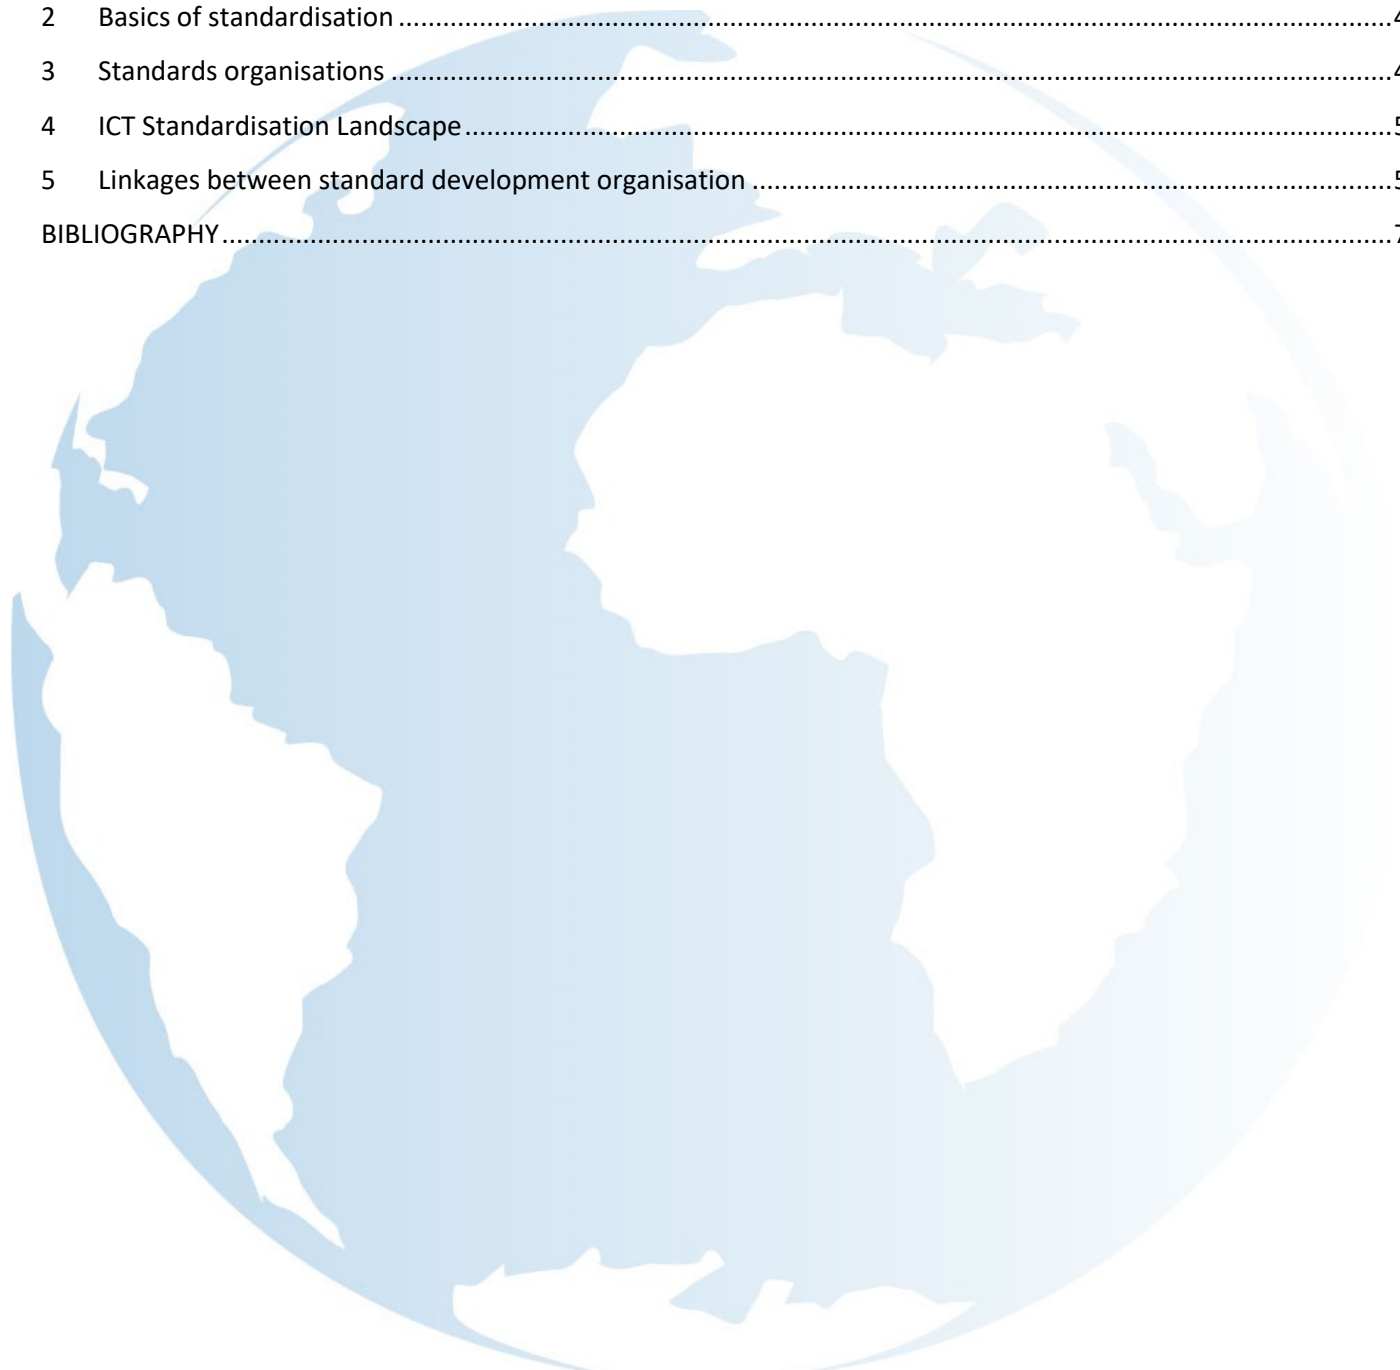 2 Basics of standardisation ........................................................................ 4
3 Standards organisations ........................................................................ 4
4 ICT Standardisation Landscape ........................................................................ 5
5 Linkages between standard development organisation ........................................................................ 5
BIBLIOGRAPHY ........................................................................ 7